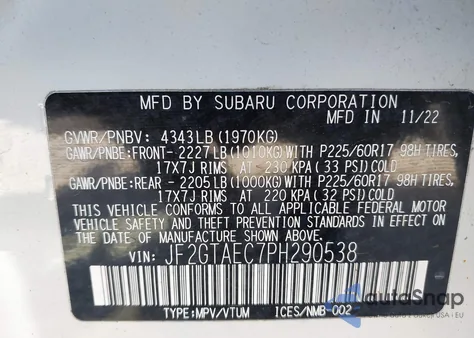 MFD BY SUBARU CORPORATION
MFD IN 11/22
GVWR/PNBV: 4343LB (1970KG)
GAWR/PNBE:FRONT- 2227LB(1010KG)WITH P225/60R17 98H TIRES,
17X7J RIMS AT 230 KPA( 33 PSI)COLD
GAWR/PNBE:REAR - 2205LB(1000KG)WITH P225/60R17 98H TIRES,
17X7J RIMS AT 220 KPA( 32 PSI)COLD
THIS VEHICLE CONFORMS TO ALL APPLICABLE FEDERAL MOTOR
VEHICLE SAFETY AND THEFT PREVENTION STANDARDS IN EFFECT
ON THE DATE OF MANUFACTURE SHOWN ABOVE.
VIN: JF2GTAEC7PH290538
TYPE:MPV/VTUM ICES/NMB-002
AutoSnap
Аукціони США і EU